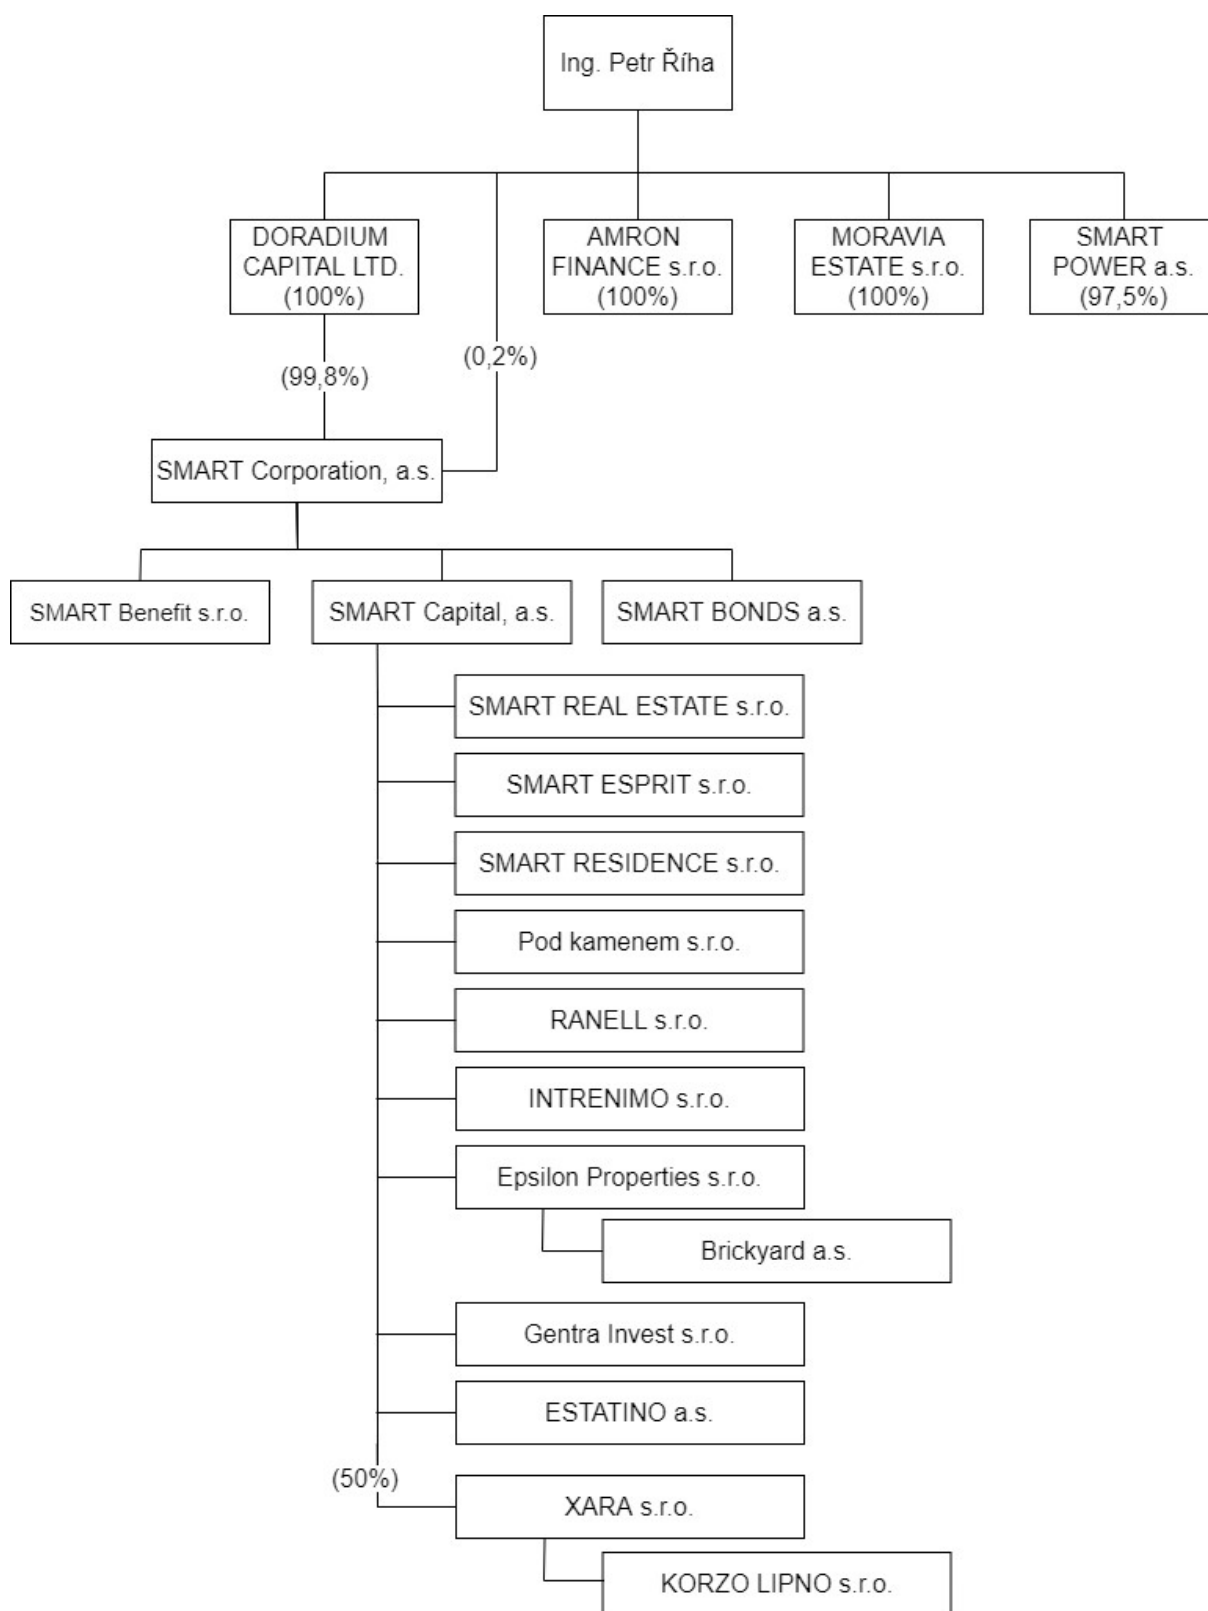 Ing. Petr Říha
DORADIUM
CAPITAL LTD.
(100%)
AMRON
FINANCE s.r.o.
(100%)
MORAVIA
ESTATE s.r.o.
(100%)
SMART
POWER a.s.
(97,5%)
(0,2%)
(99,8%)
SMART Corporation, a.s.
SMART Benefit s.r.o.
SMART Capital, a.s.
SMART BONDS a.s.
SMART REAL ESTATE s.r.o.
SMART ESPRIT s.r.o.
SMART RESIDENCE s.r.o.
Pod kamenem s.r.o.
RANELL s.r.o.
INTRENIMO s.r.o.
Epsilon Properties s.r.o.
Brickyard a.s.
Gentra Invest s.r.o.
ESTATINO a.s.
(50%)
XARA s.r.o.
KORZO LIPNO s.r.o.